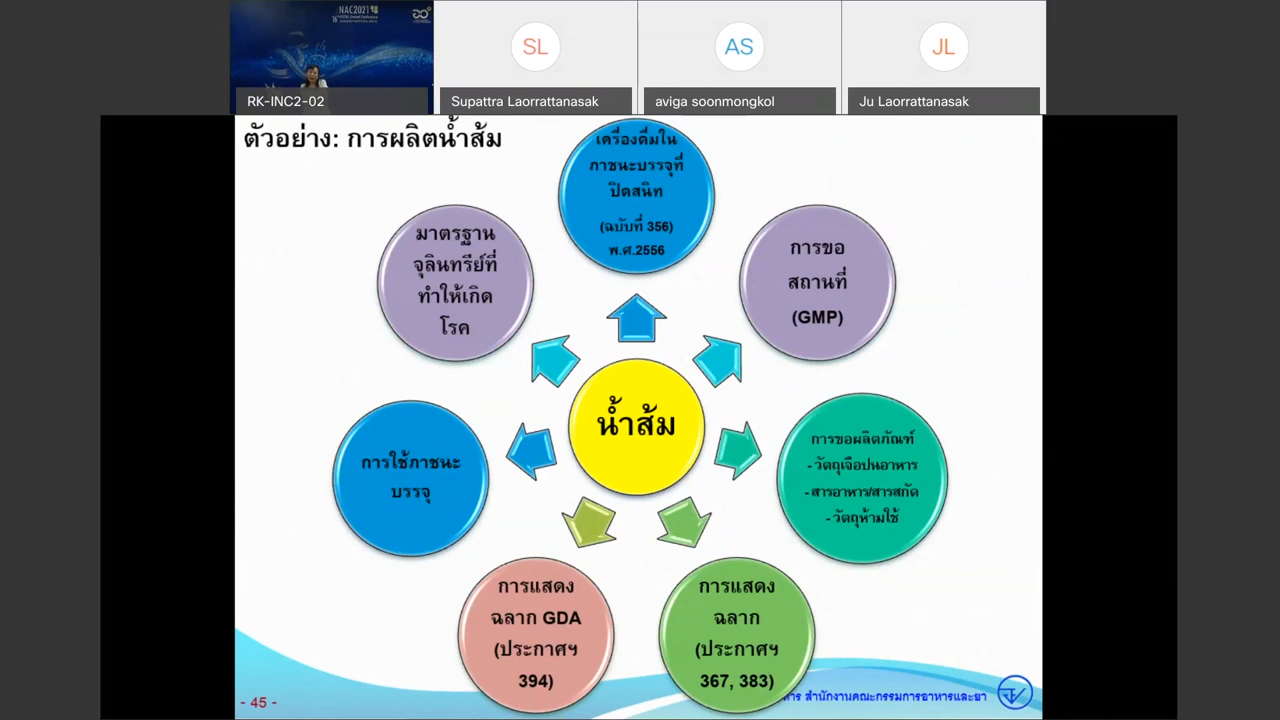 NAC2021
SL
AS
JL
RK-INC2-02
Supattra Laorrattanasak
aviga soonmongkol
Ju Laorrattanasak
ตัวอย่าง: การผลิตน้ำส้ม
เครื่องดื่มใน
ภาชนะบรรจุที่
ปิดสนิท
(ฉบับที่ 356)
พ.ศ.2556
มาตรฐาน
จุลินทรีย์ที่
ทำให้เกิด
โรค
การขอ
สถานที่
(GMP)
น้ำส้ม
การใช้ภาชนะ
บรรจุ
การขอผลิตภัณฑ์
- วัตถุเจือปนอาหาร
- สารอาหาร/สารสกัด
- วัตถุห้ามใช้
การแสดง
ฉลาก GDA
(ประกาศฯ
394)
การแสดง
ฉลาก
(ประกาศฯ
367, 383)
- 45 -
สำนักงานคณะกรรมการอาหารและยา